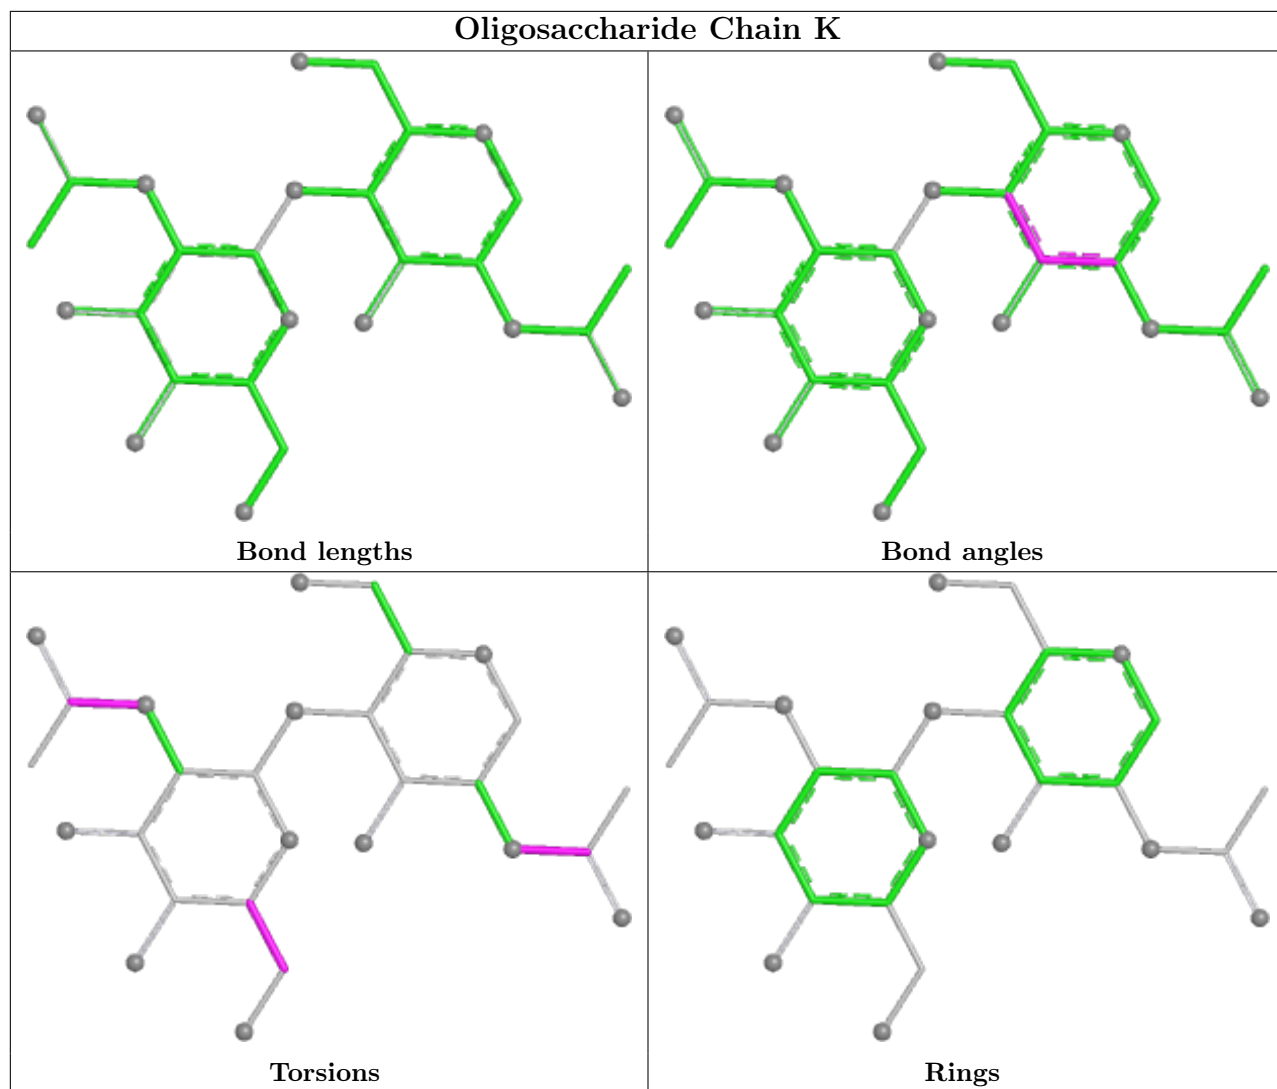 Oligosaccharide Chain K
Bond lengths
Bond angles
Torsions
Rings